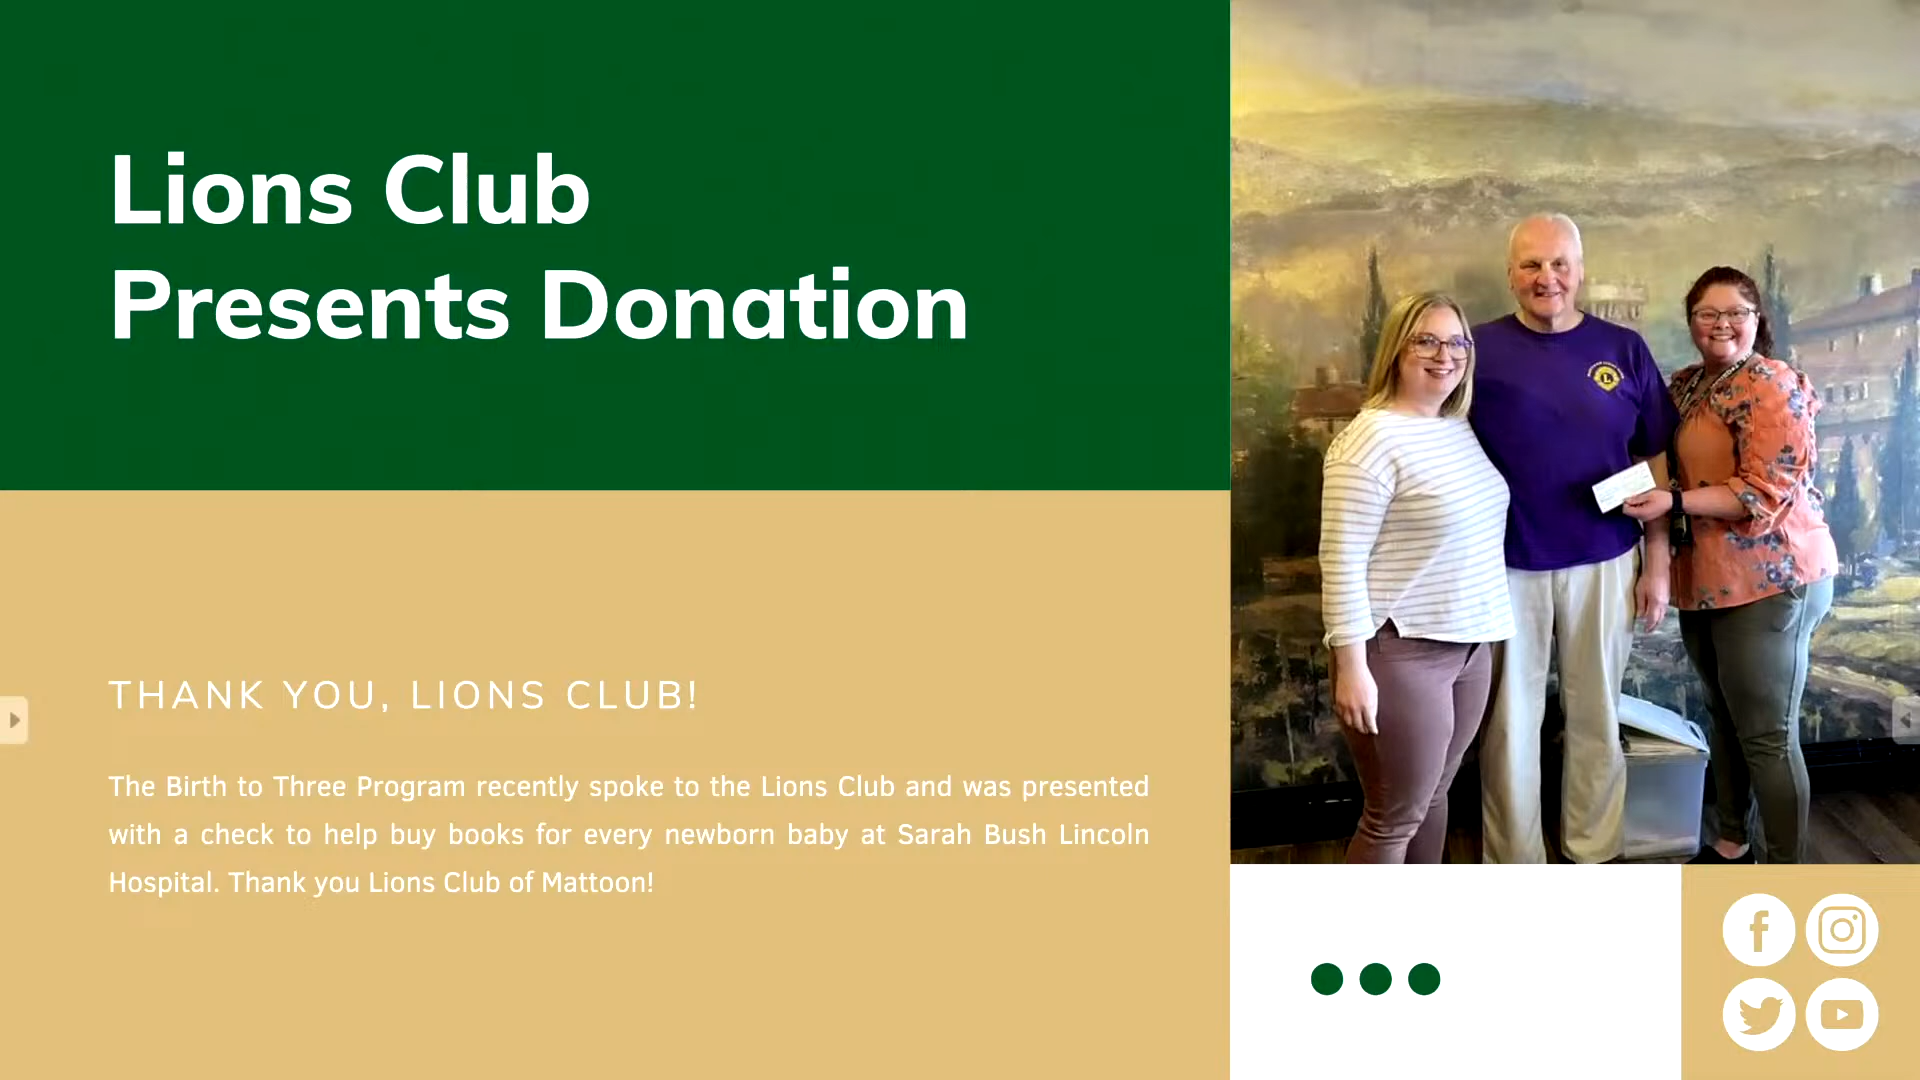 Lions Club
Presents Donation
THANK YOU, LIONS CLUB!
The Birth to Three Program recently spoke to the Lions Club and was presented
with a check to help buy books for every newborn baby at Sarah Bush Lincoln
Hospital. Thank you Lions Club of Mattoon!
L